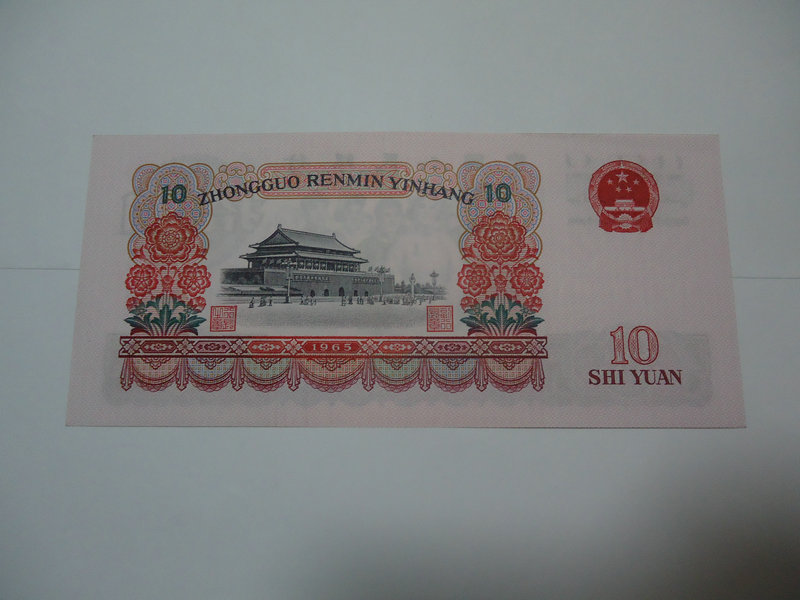 10 ZHONGGUO RENMIN YINHANG 10
1965
10
SHI YUAN